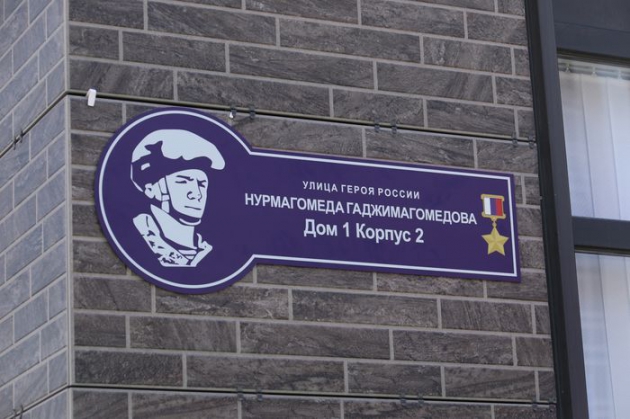 УЛИЦА ГЕРОЯ РОССИИ
НУРМАГОМЕДА ГАДЖИМАГОМЕДОВА
Дом 1 Корпус 2